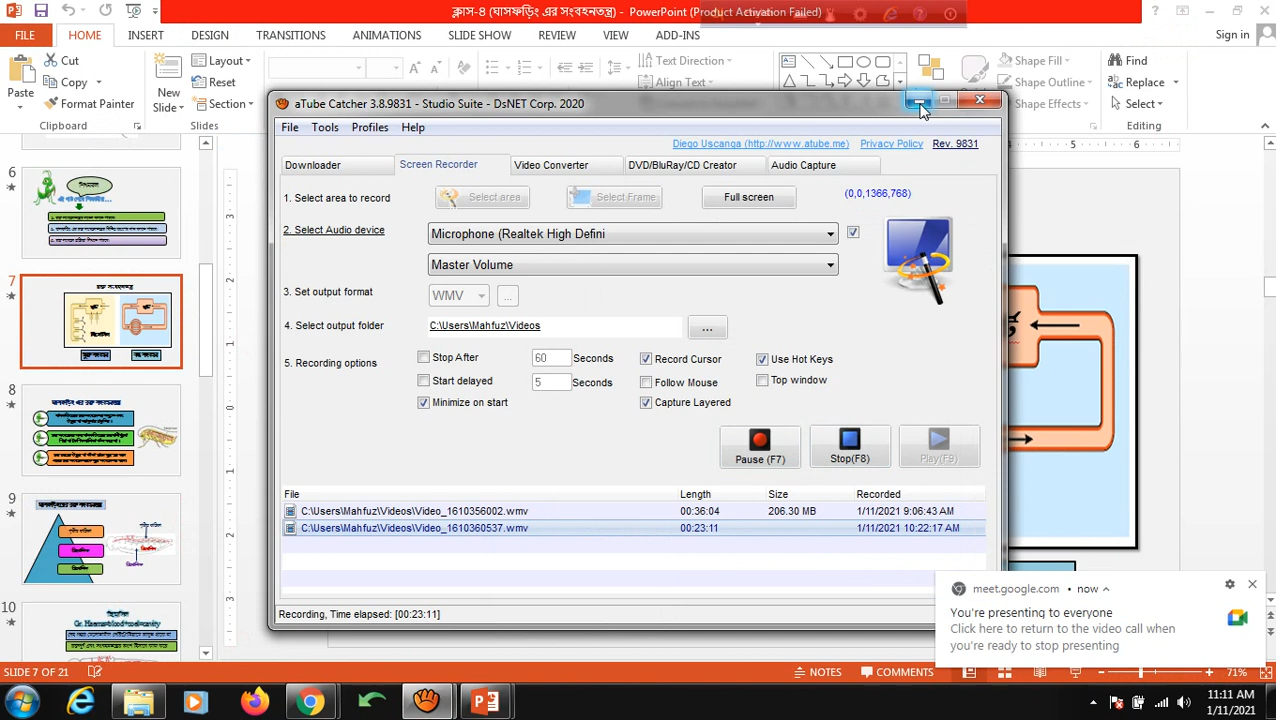 ক্লাস-৪ (ঘাসফড়িং এর সংবহনতন্ত্র) - PowerPoint (Product Activation Failed)
FILE HOME INSERT DESIGN TRANSITIONS ANIMATIONS SLIDE SHOW REVIEW VIEW ADD-INS Sign in
Paste
Cut
Copy
Format Painter
New Slide
Layout
Reset
Section
Slides
Text Direction
Align Text
Shape Fill
Shape Outline
Shape Effects
Find
Replace
Select
Editing
aTube Catcher 3.8.9831 - Studio Suite - DsNET Corp. 2020
File Tools Profiles Help
Diego Uscanga (http://www.atube.me) Privacy Policy Rev. 9831
Downloader Screen Recorder Video Converter DVD/BluRay/CD Creator Audio Capture
1. Select area to record Select area Select Frame Full screen (0,0,1366,768)
2. Select Audio device Microphone (Realtek High Defini
Master Volume
3. Set output format WMV ...
4. Select output folder C:\Users\Mahfuz\Videos ...
5. Recording options
Stop After 60 Seconds
Start delayed 5 Seconds
Minimize on start
Record Cursor
Follow Mouse
Capture Layered
Use Hot Keys
Top window
Pause (F7) Stop(F8) Play(F9)
File Length Size Recorded
C:\Users\Mahfuz\Videos\Video_1610356002.wmv 00:36:04 206.30 MB 1/11/2021 9:06:43 AM
C:\Users\Mahfuz\Videos\Video_1610360537.wmv 00:23:11 1/11/2021 10:22:17 AM
Recording, Time elapsed: [00:23:11]
meet.google.com • now
You're presenting to everyone
Click here to return to the video call when
you're ready to stop presenting
6
7
8
9
10
SLIDE 7 OF 21 NOTES COMMENTS 71%
11:11 AM
1/11/2021